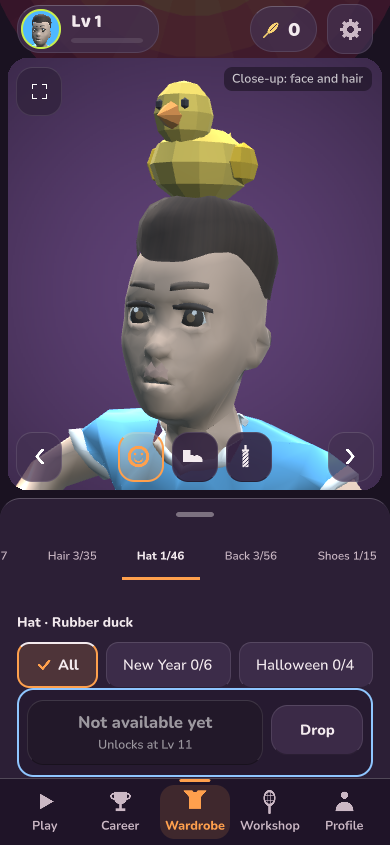 Lv 1
0
Close-up: face and hair
7
Hair 3/35
Hat 1/46
Back 3/56
Shoes 1/15
Hat · Rubber duck
All
New Year 0/6
Halloween 0/4
Not available yet
Unlocks at Lv 11
Drop
Play
Career
Wardrobe
Workshop
Profile